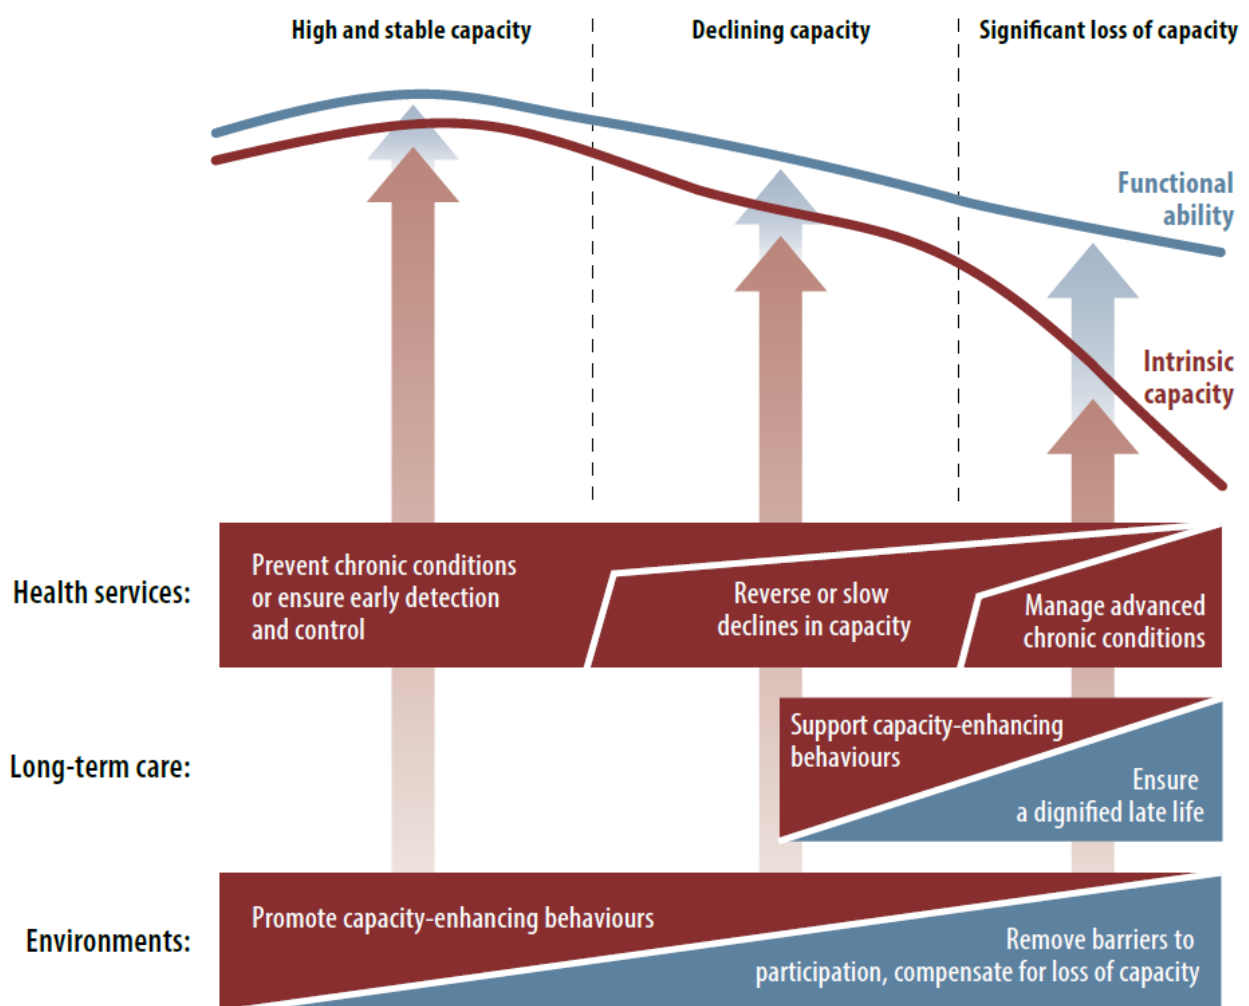 High and stable capacity
Declining capacity
Significant loss of capacity
Functional
ability
Intrinsic
capacity
Health services:
Prevent chronic conditions
or ensure early detection
and control
Reverse or slow
declines in capacity
Manage advanced
chronic conditions
Long-term care:
Support capacity-enhancing
behaviours
Ensure
a dignified late life
Environments:
Promote capacity-enhancing behaviours
Remove barriers to
participation, compensate for loss of capacity